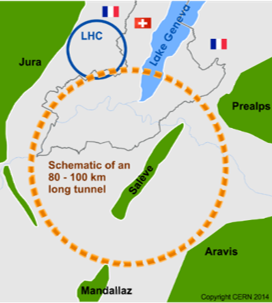 LHC
Lake Geneva
Jura
Prealps
Schematic of an
80 - 100 km
long tunnel
Salève
Aravis
Mandallaz
Copyright CERN 2014